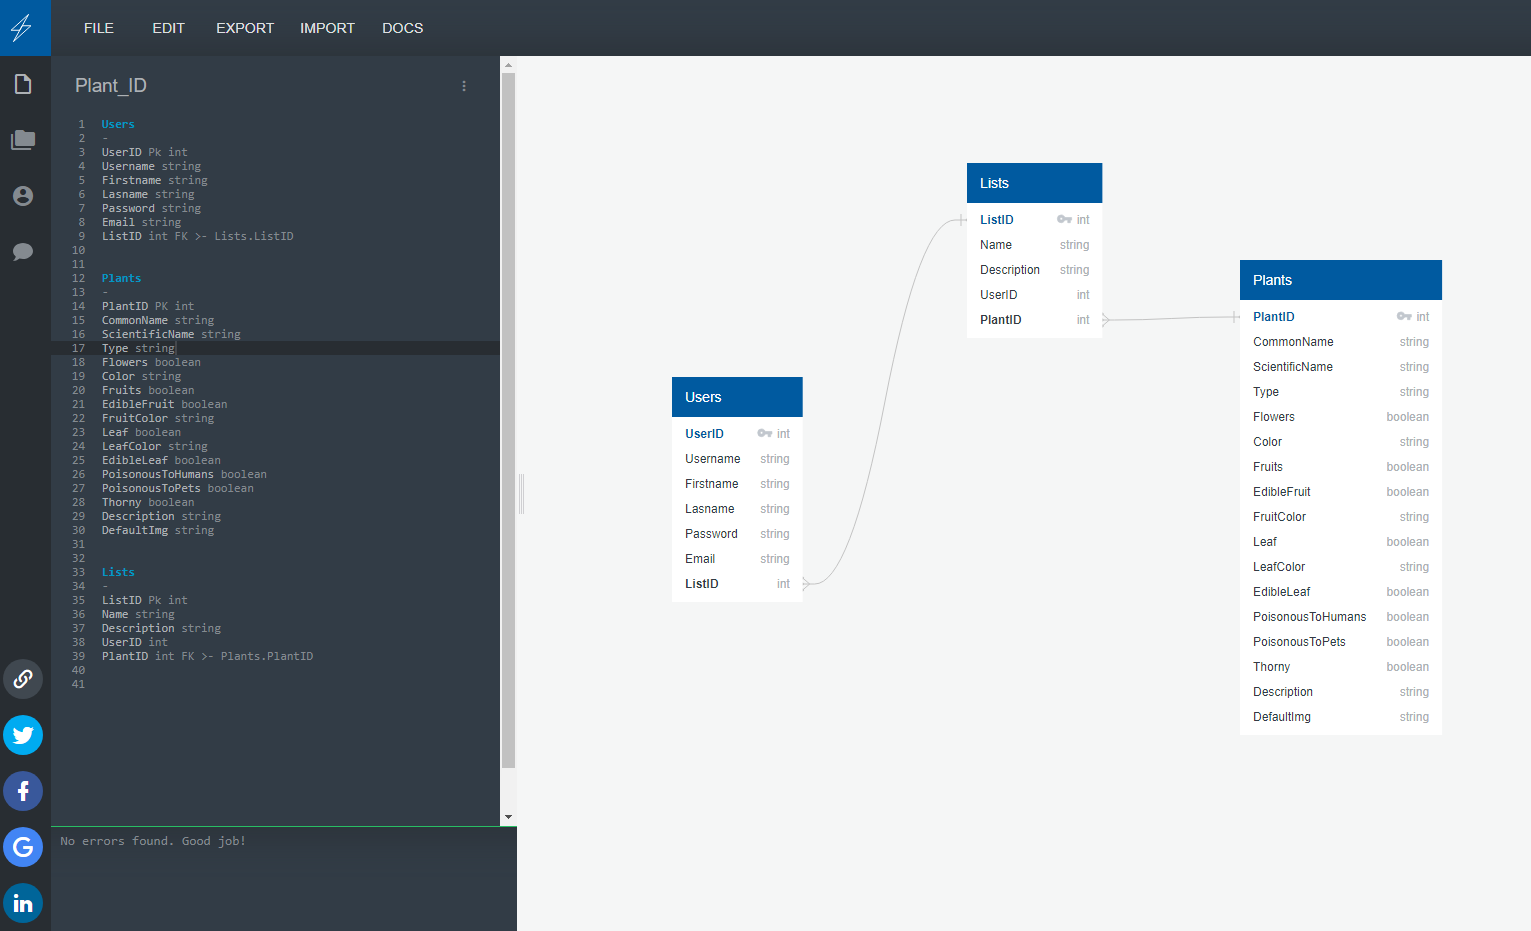 FILE EDIT EXPORT IMPORT DOCS
Plant_ID
1 Users
2 -
3 UserID Pk int
4 Username string
5 Firstname string
6 Lasname string
7 Password string
8 Email string
9 ListID int FK >- Lists.ListID
10
11
12 Plants
13 -
14 PlantID PK int
15 CommonName string
16 ScientificName string
17 Type string
18 Flowers boolean
19 Color string
20 Fruits boolean
21 EdibleFruit boolean
22 FruitColor string
23 Leaf boolean
24 LeafColor string
25 EdibleLeaf boolean
26 PoisonousToHumans boolean
27 PoisonousToPets boolean
28 Thorny boolean
29 Description string
30 DefaultImg string
31
32
33 Lists
34 -
35 ListID Pk int
36 Name string
37 Description string
38 UserID int
39 PlantID int FK >- Plants.PlantID
40
41
No errors found. Good job!
Users
UserID int
Username string
Firstname string
Lasname string
Password string
Email string
ListID int
Lists
ListID int
Name string
Description string
UserID int
PlantID int
Plants
PlantID int
CommonName string
ScientificName string
Type string
Flowers boolean
Color string
Fruits boolean
EdibleFruit boolean
FruitColor string
Leaf boolean
LeafColor string
EdibleLeaf boolean
PoisonousToHumans boolean
PoisonousToPets boolean
Thorny boolean
Description string
DefaultImg string
f
G
in